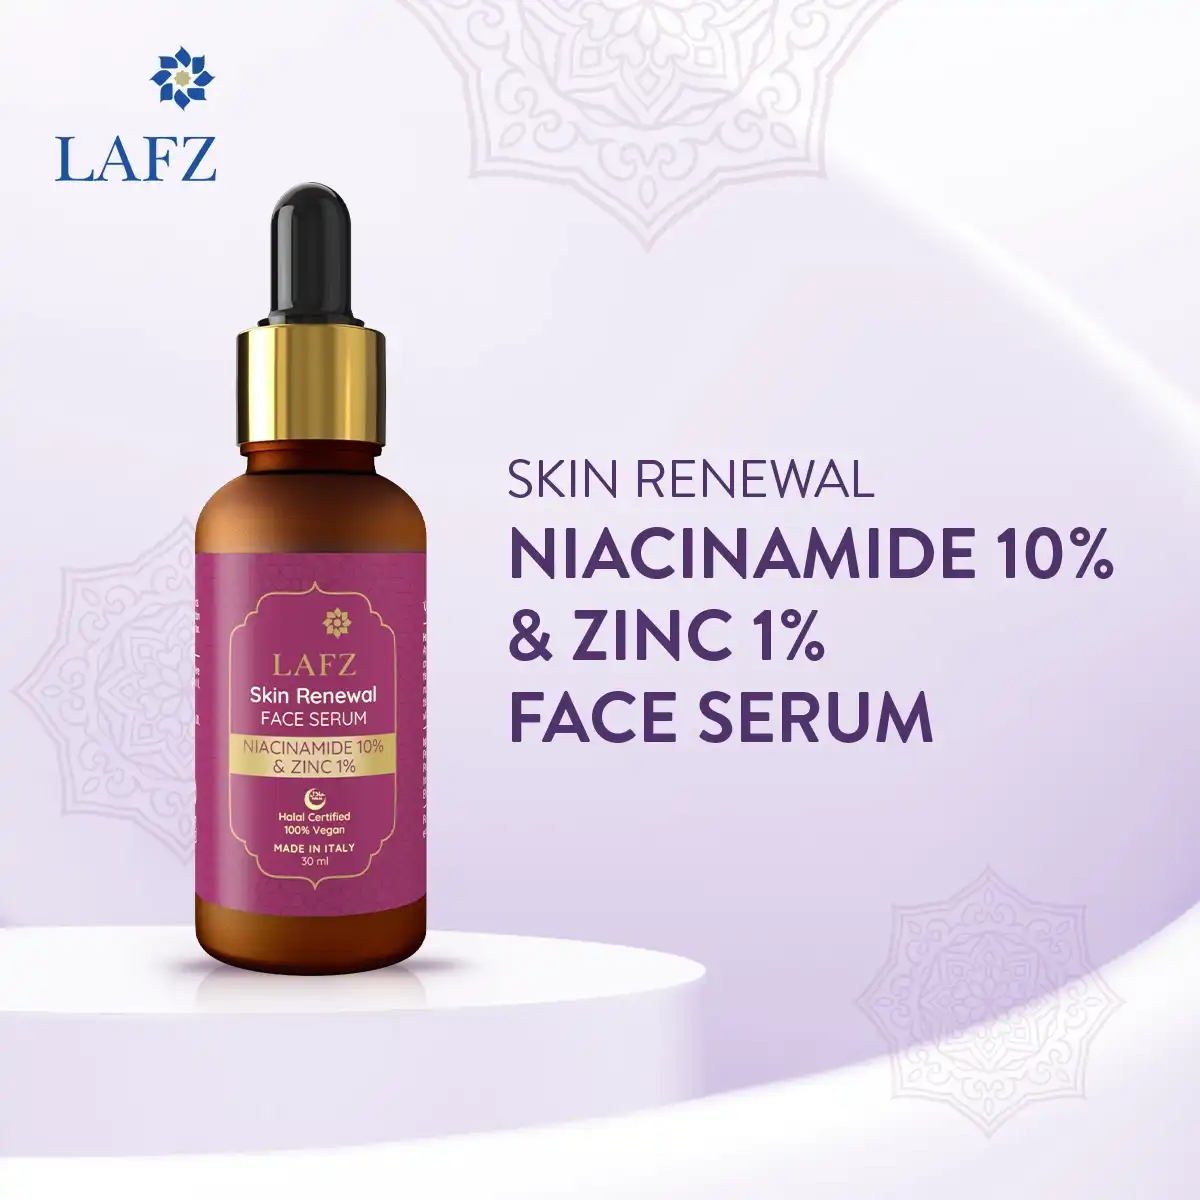 LAFZ
SKIN RENEWAL
NIACINAMIDE 10%
& ZINC 1%
FACE SERUM
LAFZ
Skin Renewal
FACE SERUM
NIACINAMIDE 10%
& ZINC 1%
Halal Certified
100% Vegan
MADE IN ITALY
30 ml